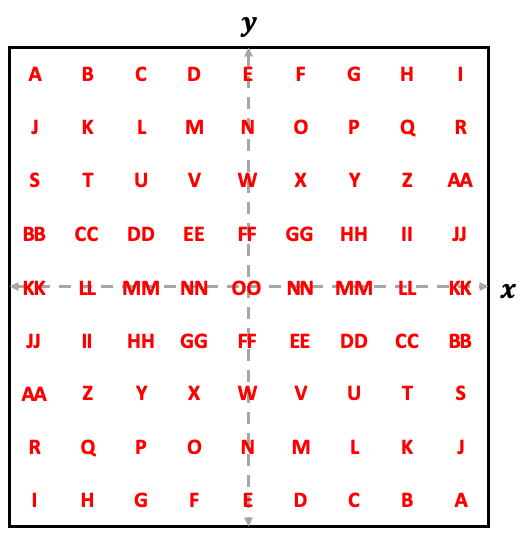 y
A B C D E F G H I
J K L M N O P Q R
S T U V W X Y Z AA
BB CC DD EE FF GG HH II JJ
KK LL MM NN OO NN MM LL KK x
JJ II HH GG FF EE DD CC BB
AA Z Y X W V U T S
R Q P O N M L K J
I H G F E D C B A